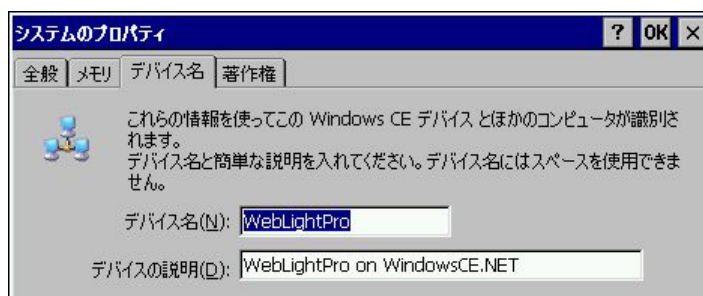 システムのプロパティ ? OK ×
全般 メモリ デバイス名 著作権
これらの情報を使ってこの Windows CE デバイス とほかのコンピュータが識別さ
れます。
デバイス名と簡単な説明を入れてください。デバイス名にはスペースを使用できま
せん。
デバイス名(N): WebLightPro
デバイスの説明(D): WebLightPro on WindowsCE.NET